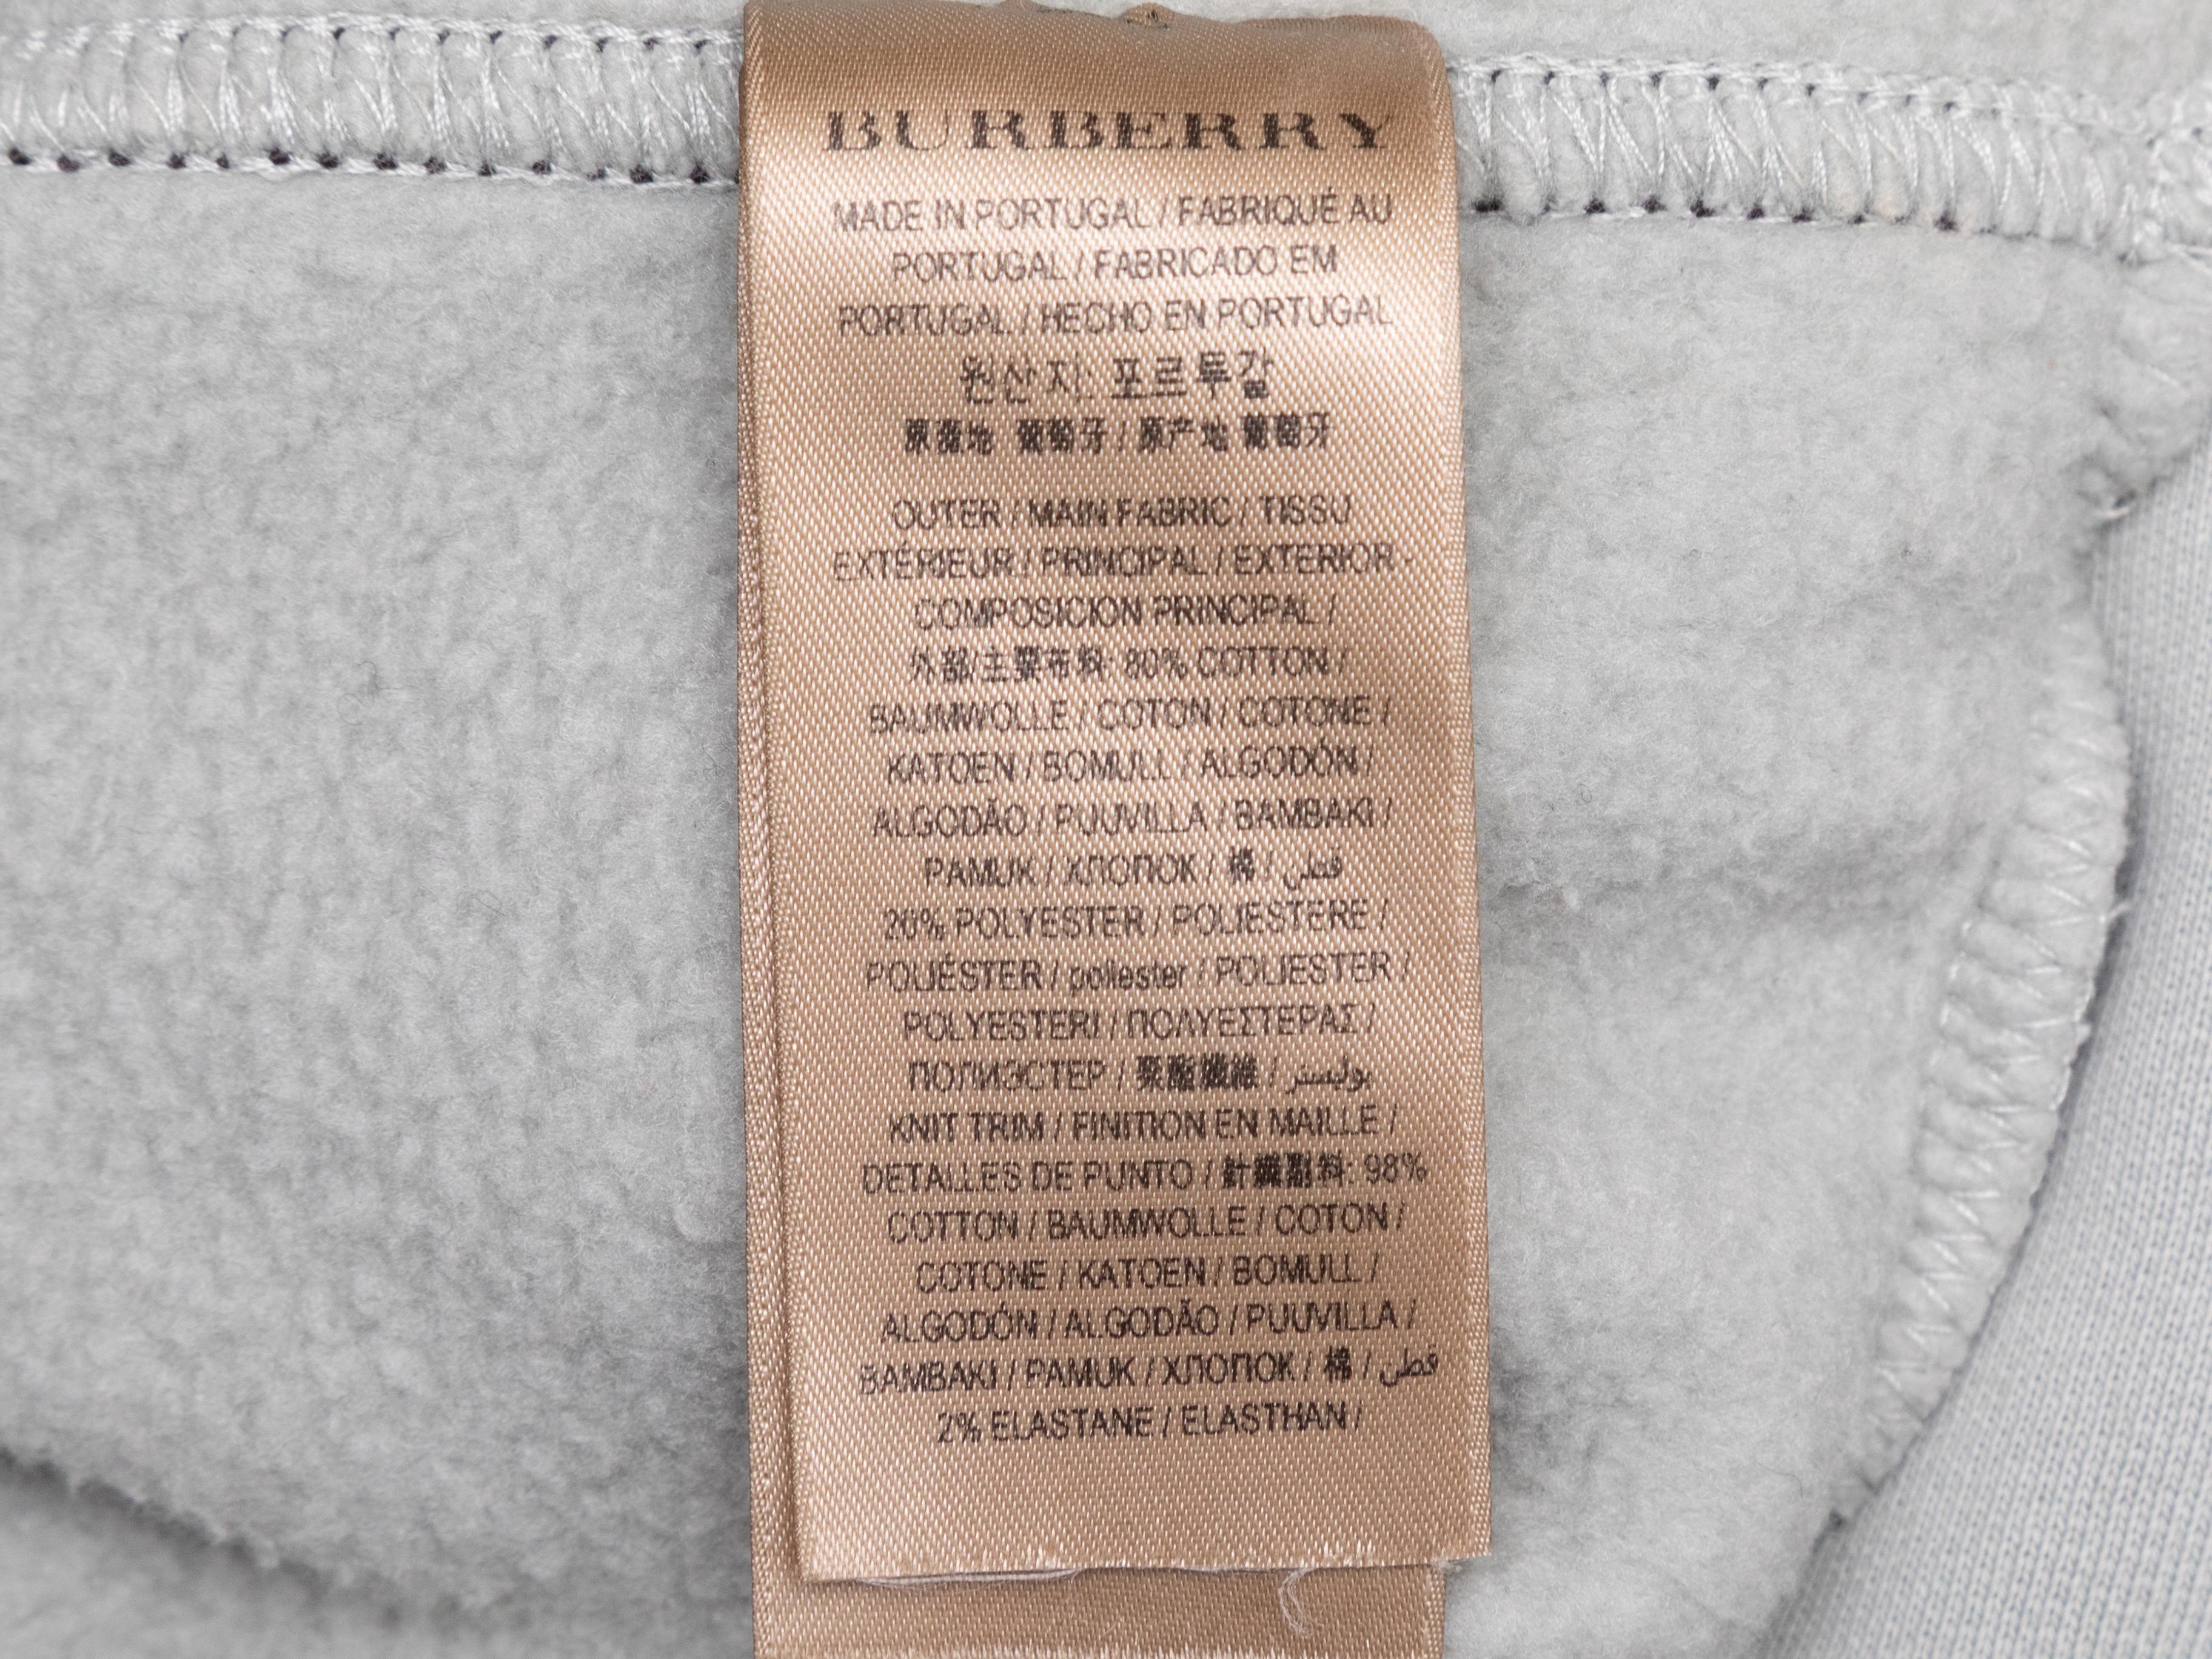 BURBERRY
MADE IN PORTUGAL / FABRIQUÉ AU
PORTUGAL / FABRICADO EM
PORTUGAL / HECHO EN PORTUGAL
원산지: 포르투갈
原產地 葡萄牙 / 原产地 葡萄牙
OUTER / MAIN FABRIC / TISSU
EXTÉRIEUR / PRINCIPAL / EXTERIOR -
COMPOSICION PRINCIPAL /
外部主要布料: 80% COTTON /
BAUMWOLLE / COTON / COTONE /
KATOEN / BOMULL / ALGODÓN /
ALGODÃO / PUUVILLA / BAMBAKI /
PAMUK / ХЛОПОК / 棉 / قطن
20% POLYESTER / POLIESTERE /
POLIÉSTER / poliester / POLIESTER /
POLYESTERI / ΠΟΛΥΕΣΤΕΡΑΣ /
ПОЛИЭСТЕР / 聚酯纖維 / بوليستر
KNIT TRIM / FINITION EN MAILLE /
DETALLES DE PUNTO / 針織副料: 98%
COTTON / BAUMWOLLE / COTON /
COTONE / KATOEN / BOMULL /
ALGODÓN / ALGODÃO / PUUVILLA /
BAMBAKI / PAMUK / ХЛОПОК / 棉 / قطن
2% ELASTANE / ELASTHAN /